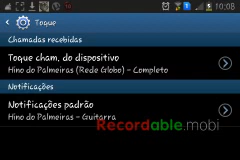 10:08
Toque
Chamadas recebidas
Toque cham. do dispositivo
Hino do Palmeiras (Rede Globo) - Completo
Notificações
Notificações padrão
Hino do Palmeiras - Guitarra
Recordable.mobi